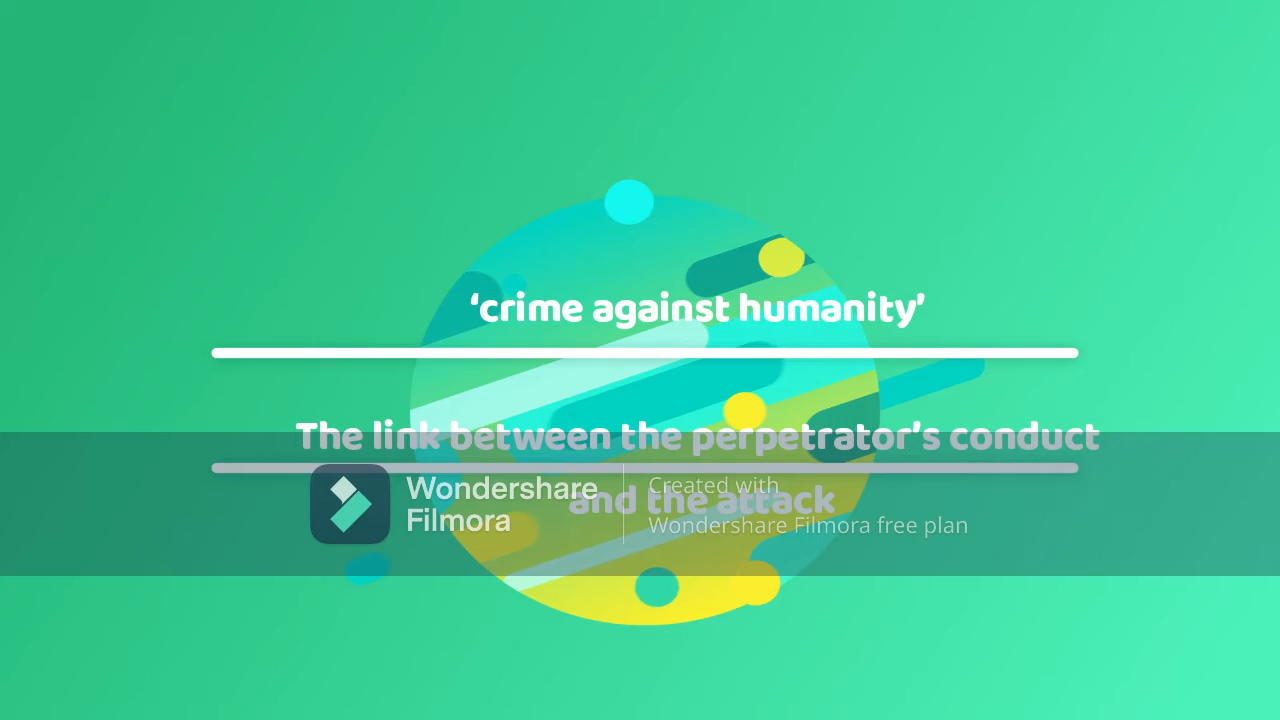 ‘crime against humanity’
The link between the perpetrator’s conduct
and the attack
Wondershare
Filmora
Created with
Wondershare Filmora free plan